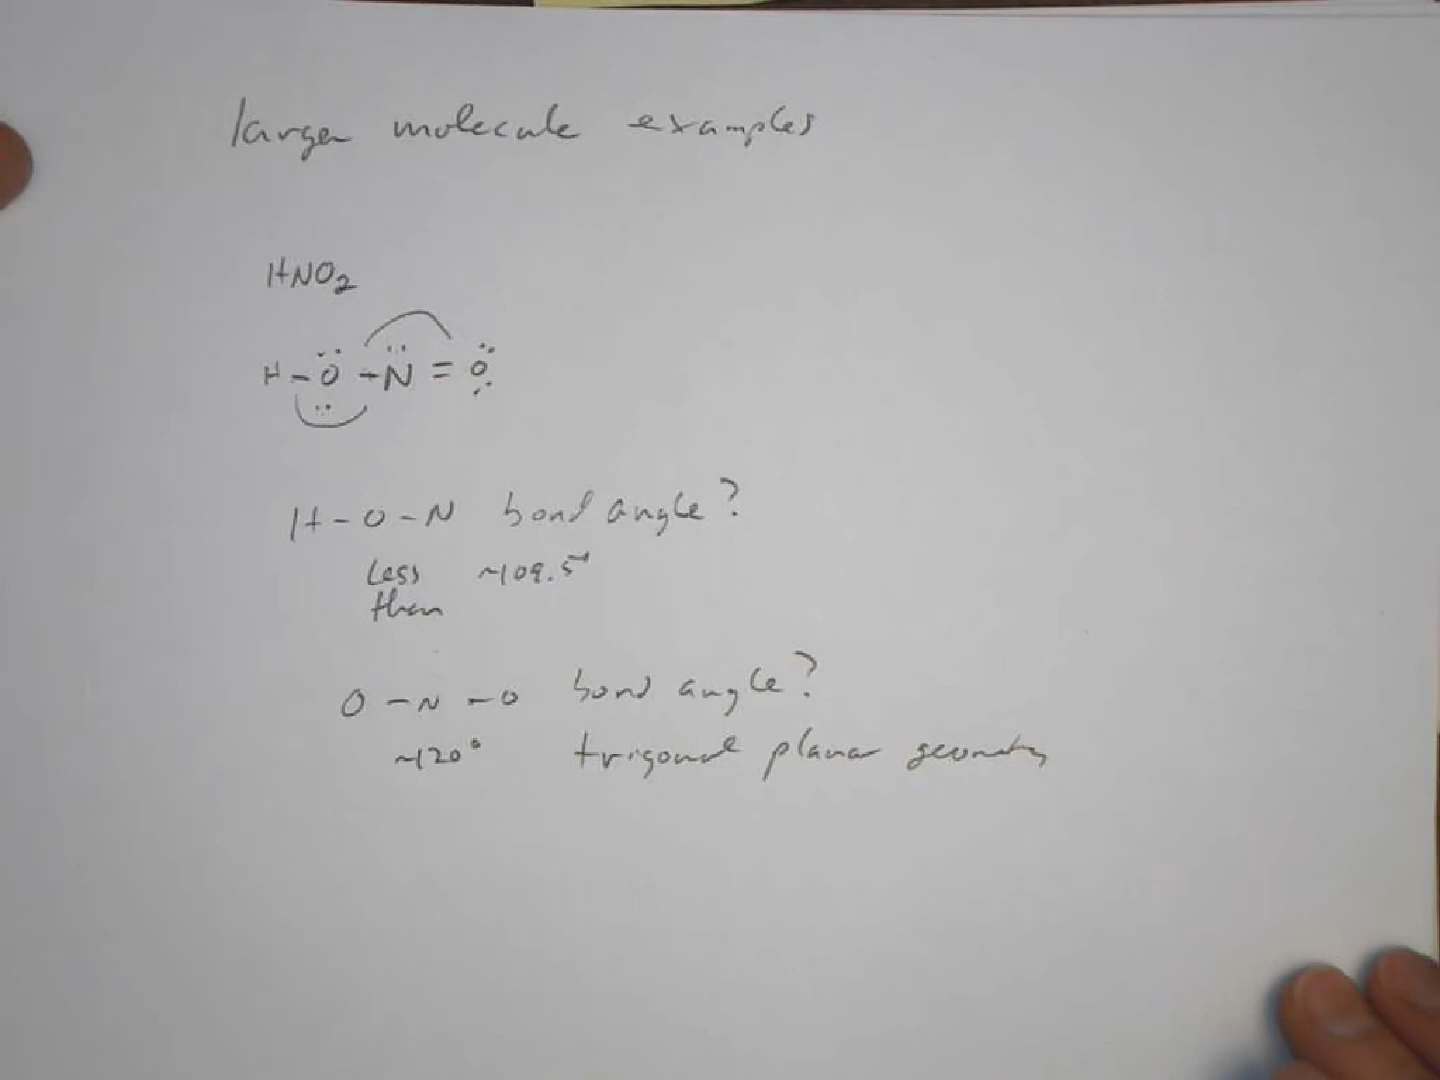 larger molecule examples
HNO2
H - O - N = O
H-O-N bond angle?
Less ~109.5°
than
O-N-O bond angle?
~120° trigonal planar geometry